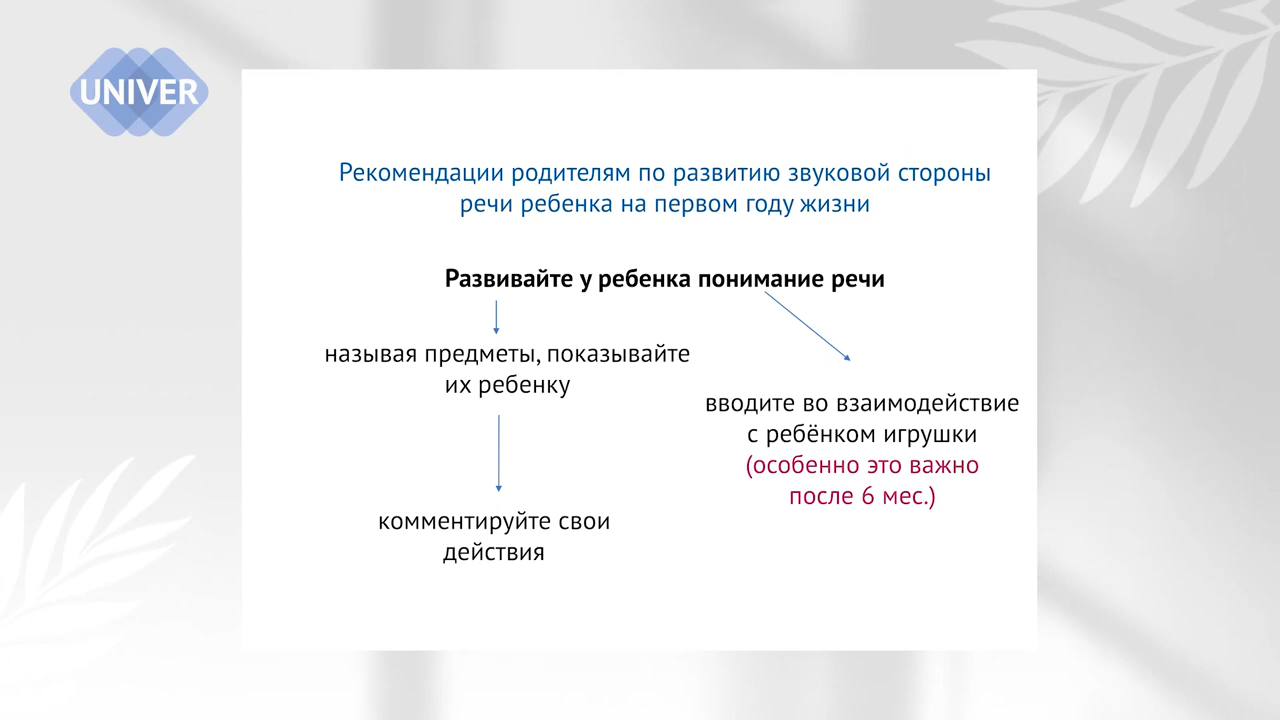 UNIVER
Рекомендации родителям по развитию звуковой стороны
речи ребенка на первом году жизни
Развивайте у ребенка понимание речи
называя предметы, показывайте
их ребенку
вводите во взаимодействие
с ребёнком игрушки
(особенно это важно
после 6 мес.)
комментируйте свои
действия